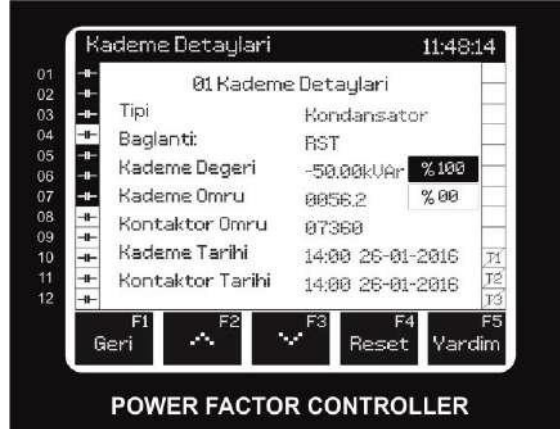 Kademe Detaylari 11:48:14
01 Kademe Detaylari
01
02
03
04
05
06
07
08
09
10
11
12
Tipi Kondansator
Baglanti: RST
Kademe Degeri -50.00kVAr %100
Kademe Omru 0056.2 %00
Kontaktor Omru 07360
Kademe Tarihi 14:00 26-01-2016
Kontaktor Tarihi 14:00 26-01-2016
T1
T2
T3
F1 F2 F3 F4 F5
Geri Reset Yardim
POWER FACTOR CONTROLLER